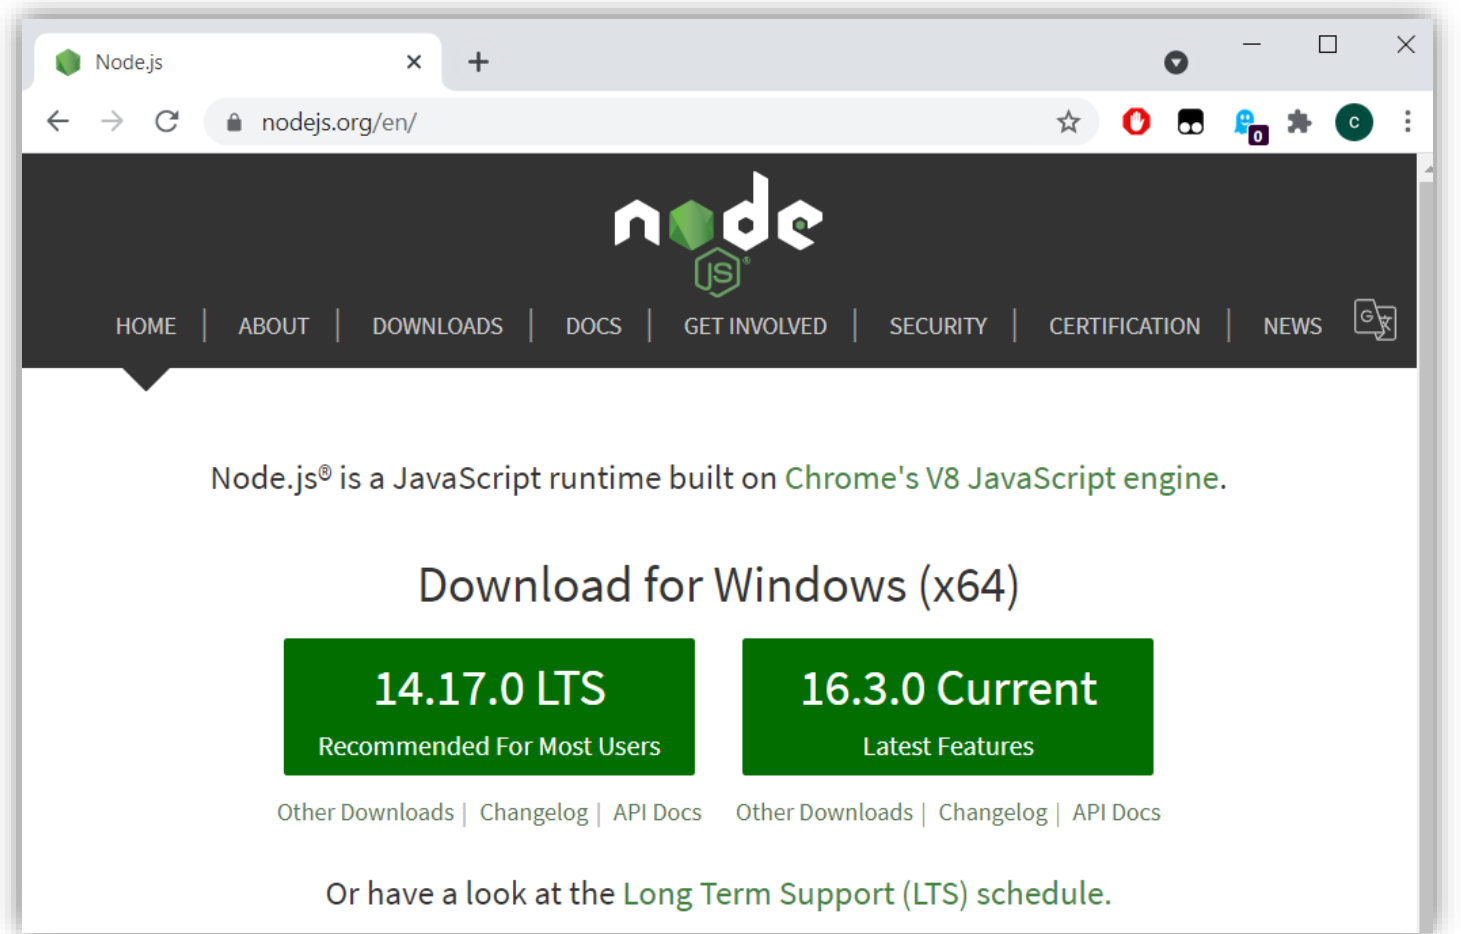 Node.js
nodejs.org/en/
0
C
node
JS®
HOME | ABOUT | DOWNLOADS | DOCS | GET INVOLVED | SECURITY | CERTIFICATION | NEWS
Node.js® is a JavaScript runtime built on Chrome's V8 JavaScript engine.
Download for Windows (x64)
14.17.0 LTS
Recommended For Most Users
16.3.0 Current
Latest Features
Other Downloads | Changelog | API Docs
Other Downloads | Changelog | API Docs
Or have a look at the Long Term Support (LTS) schedule.